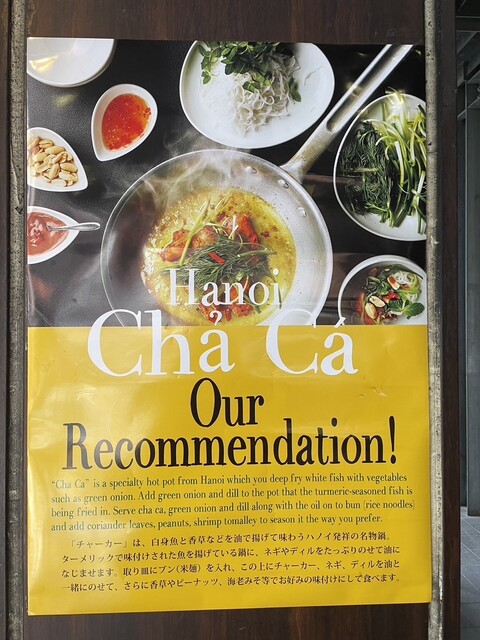 Hanoi
Chả Cá
Our
Recommendation!
"Cha Ca" is a specialty hot pot from Hanoi which you deep fry white fish with vegetables
such as green onion. Add green onion and dill to the pot that the turmeric-seasoned fish is
being fried in. Serve cha ca, green onion and dill along with the oil on to bun (rice noodles)
and add coriander leaves, peanuts, shrimp tomalley to season it the way you prefer.
「チャーカー」は、白身魚と香草などを油で揚げて味わうハノイ発祥の名物鍋。
ターメリックで味付けされた魚を揚げている鍋に、ネギやディルをたっぷりのせて油に
なじませます。取り皿にブン(米麺)を入れ、この上にチャーカー、ネギ、ディルを油と
一緒にのせて、さらに香草やピーナッツ、海老みそ等でお好みの味付けにして食べます。